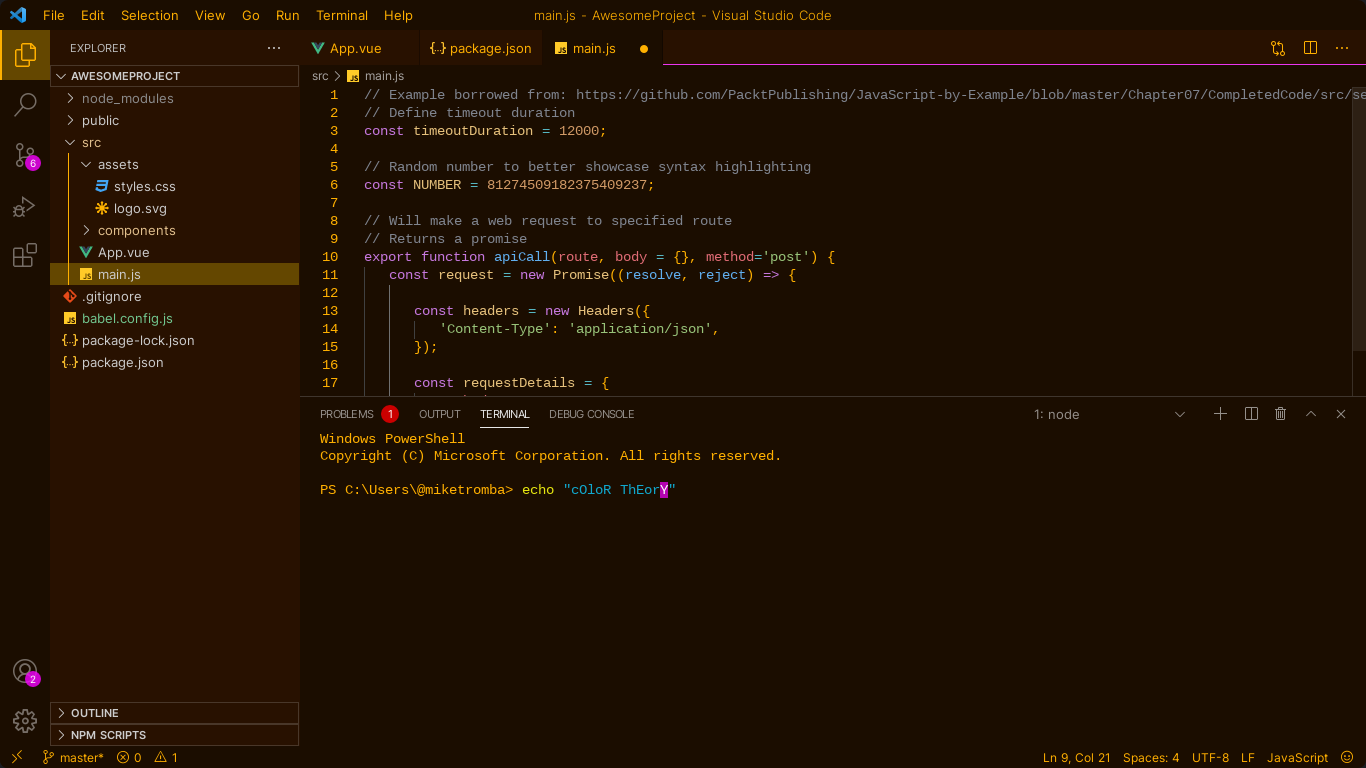 File Edit Selection View Go Run Terminal Help
main.js - AwesomeProject - Visual Studio Code
EXPLORER
App.vue
package.json
main.js
AWESOMEPROJECT
node_modules
public
src
assets
styles.css
logo.svg
components
App.vue
main.js
.gitignore
babel.config.js
package-lock.json
package.json
6
2
OUTLINE
NPM SCRIPTS
src > main.js
1 // Example borrowed from: https://github.com/PacktPublishing/JavaScript-by-Example/blob/master/Chapter07/CompletedCode/src/se
2 // Define timeout duration
3 const timeoutDuration = 12000;
4
5 // Random number to better showcase syntax highlighting
6 const NUMBER = 81274509182375409237;
7
8 // Will make a web request to specified route
9 // Returns a promise
10 export function apiCall(route, body = {}, method='post') {
11 const request = new Promise((resolve, reject) => {
12
13 const headers = new Headers({
14 'Content-Type': 'application/json',
15 });
16
17 const requestDetails = {
PROBLEMS 1 OUTPUT TERMINAL DEBUG CONSOLE
1: node
Windows PowerShell
Copyright (C) Microsoft Corporation. All rights reserved.
PS C:\Users\@miketromba> echo "cOloR ThEorY"
master* 0 1
Ln 9, Col 21 Spaces: 4 UTF-8 LF JavaScript